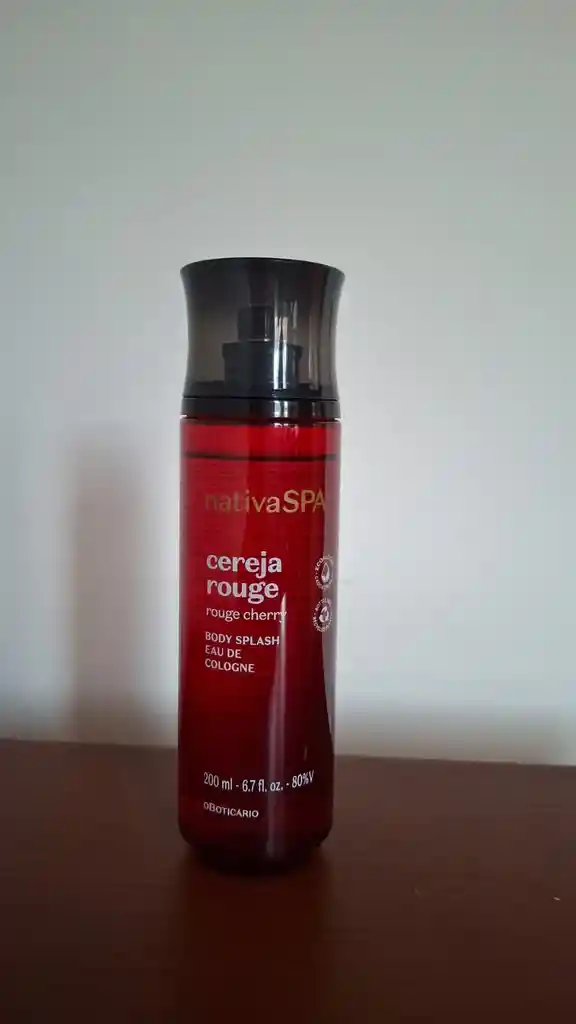 nativaSPA
cereja
rouge
rouge cherry
BODY SPLASH
EAU DE
COLOGNE
200 ml - 6.7 fl. oz. - 80%V
oBOTICÁRIO